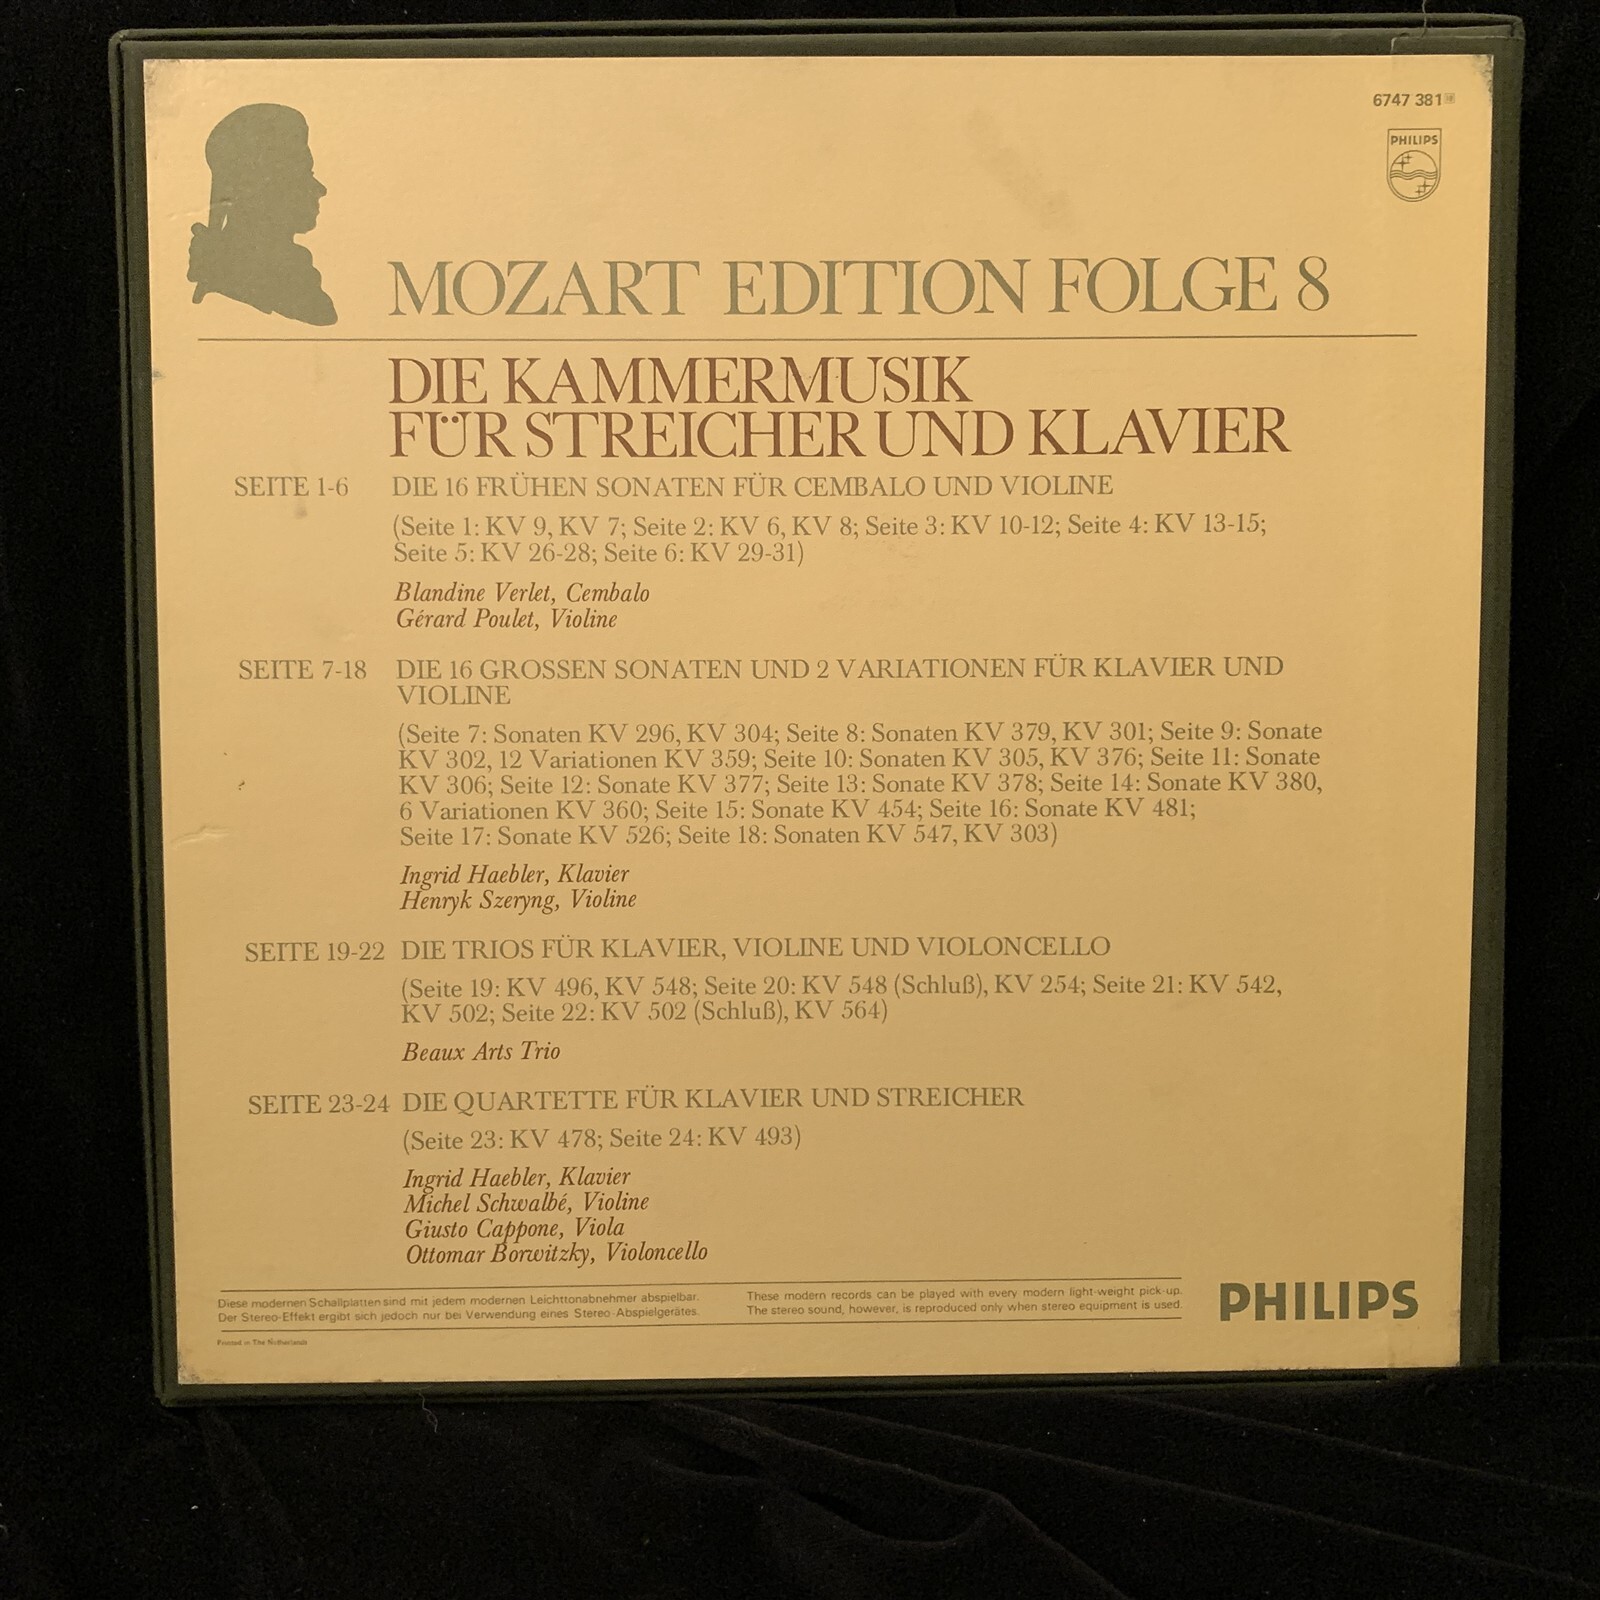 6747 381
PHILIPS
MOZART EDITION FOLGE 8
DIE KAMMERMUSIK
FÜR STREICHER UND KLAVIER
SEITE 1-6 DIE 16 FRÜHEN SONATEN FÜR CEMBALO UND VIOLINE
(Seite 1: KV 9, KV 7; Seite 2: KV 6, KV 8; Seite 3: KV 10-12; Seite 4: KV 13-15;
Seite 5: KV 26-28; Seite 6: KV 29-31)
Blandine Verlet, Cembalo
Gérard Poulet, Violine
SEITE 7-18 DIE 16 GROSSEN SONATEN UND 2 VARIATIONEN FÜR KLAVIER UND
VIOLINE
(Seite 7: Sonaten KV 296, KV 304; Seite 8: Sonaten KV 379, KV 301; Seite 9: Sonate
KV 302, 12 Variationen KV 359; Seite 10: Sonaten KV 305, KV 376; Seite 11: Sonate
KV 306; Seite 12: Sonate KV 377; Seite 13: Sonate KV 378; Seite 14: Sonate KV 380,
6 Variationen KV 360; Seite 15: Sonate KV 454; Seite 16: Sonate KV 481;
Seite 17: Sonate KV 526; Seite 18: Sonaten KV 547, KV 303)
Ingrid Haebler, Klavier
Henryk Szeryng, Violine
SEITE 19-22 DIE TRIOS FÜR KLAVIER, VIOLINE UND VIOLONCELLO
(Seite 19: KV 496, KV 548; Seite 20: KV 548 (Schluß), KV 254; Seite 21: KV 542,
KV 502; Seite 22: KV 502 (Schluß), KV 564)
Beaux Arts Trio
SEITE 23-24 DIE QUARTETTE FÜR KLAVIER UND STREICHER
(Seite 23: KV 478; Seite 24: KV 493)
Ingrid Haebler, Klavier
Michel Schwalbé, Violine
Giusto Cappone, Viola
Ottomar Borwitzky, Violoncello
Diese modernen Schallplatten sind mit jedem modernen Leichttonabnehmer abspielbar.
Der Stereo-Effekt ergibt sich jedoch nur bei Verwendung eines Stereo-Abspielgerätes.
These modern records can be played with every modern light-weight pick-up.
The stereo sound, however, is reproduced only when stereo equipment is used.
PHILIPS
Printed in The Netherlands